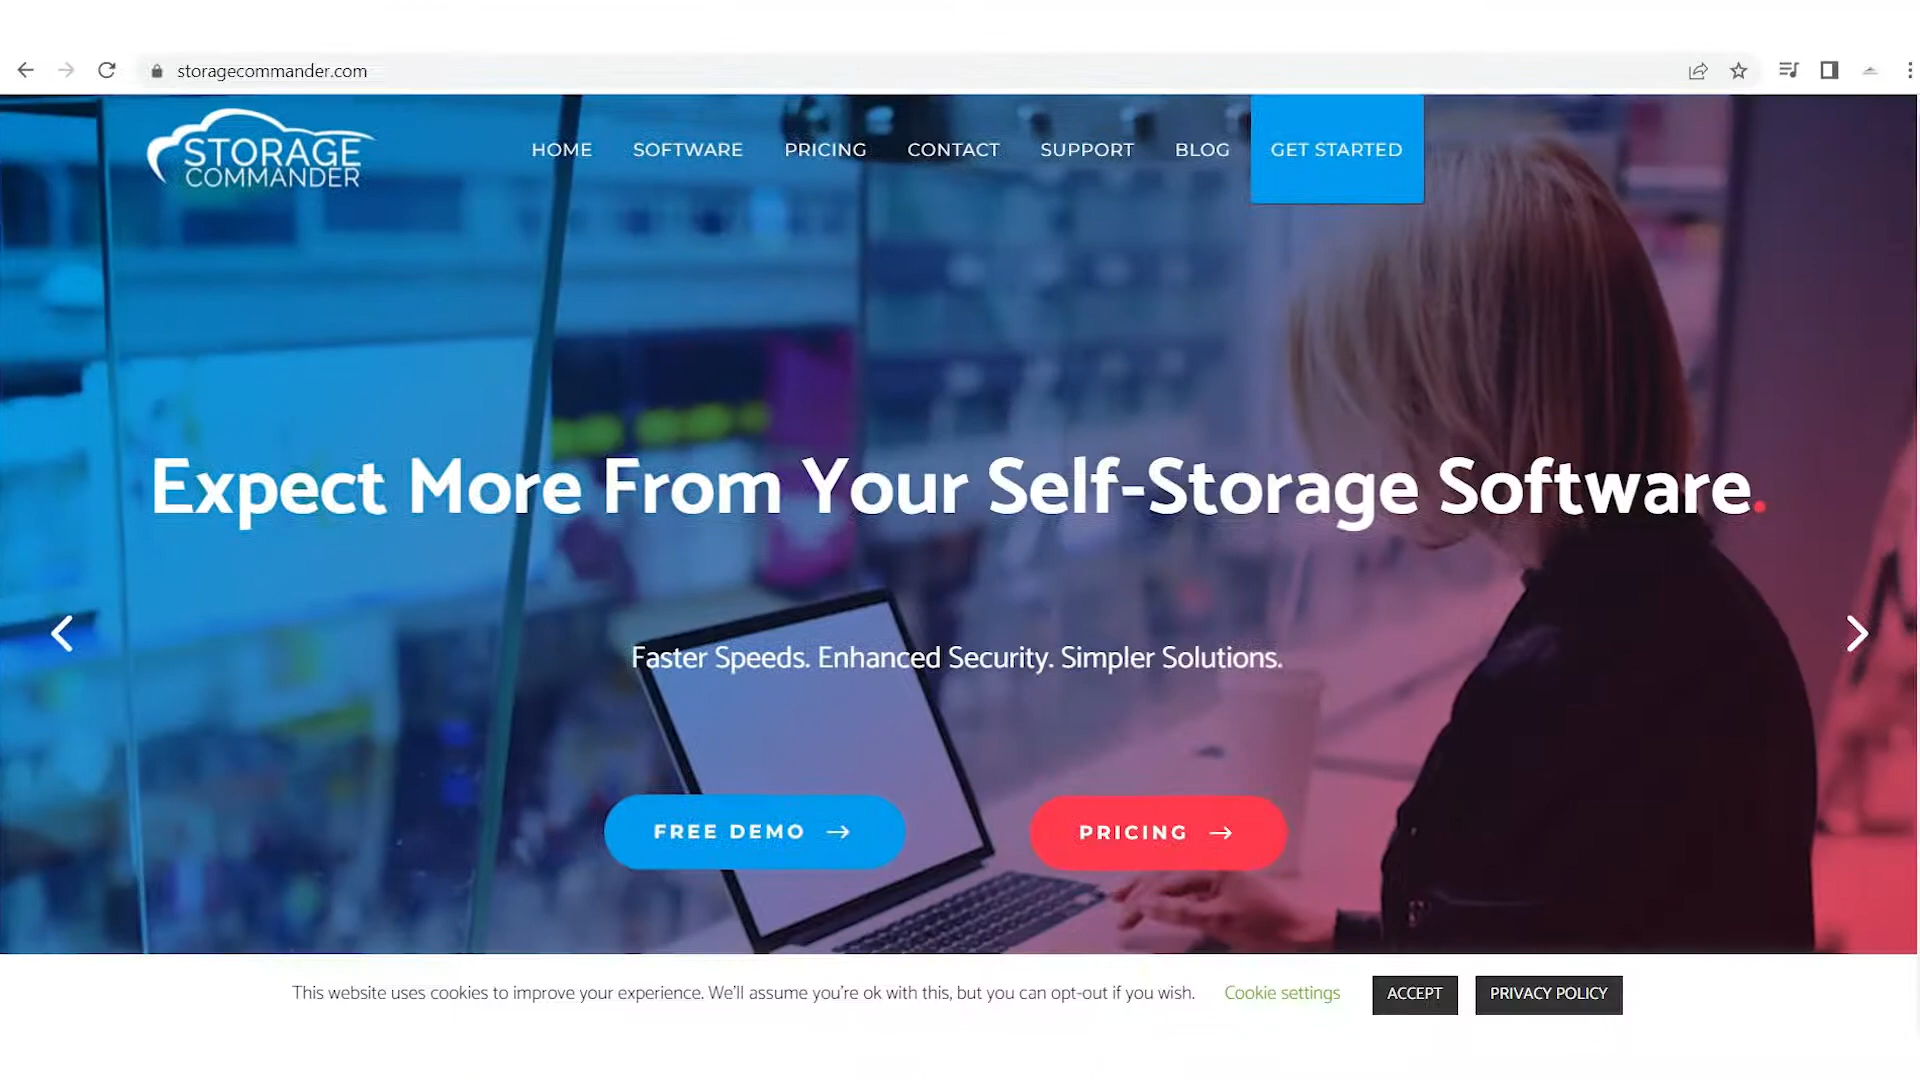 storagecommander.com
STORAGE
COMMANDER
HOME SOFTWARE PRICING CONTACT SUPPORT BLOG GET STARTED
Expect More From Your Self-Storage Software.
Faster Speeds. Enhanced Security. Simpler Solutions.
FREE DEMO → PRICING →
This website uses cookies to improve your experience. We'll assume you're ok with this, but you can opt-out if you wish. Cookie settings ACCEPT PRIVACY POLICY